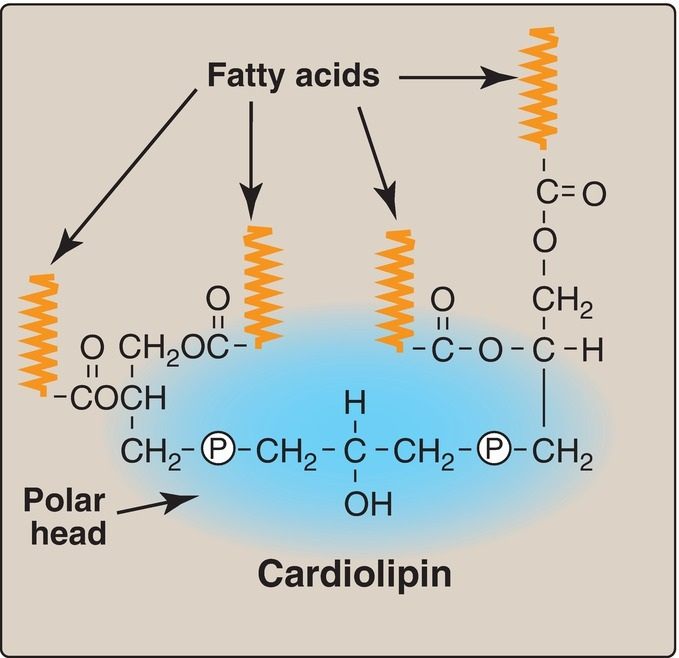 Fatty acids
C=O
O
CH₂
O
O
O CH₂OC-
-C-O-C-H
-COCH
H
CH₂-P-CH₂-C-CH₂-P-CH₂
OH
Polar
head
Cardiolipin